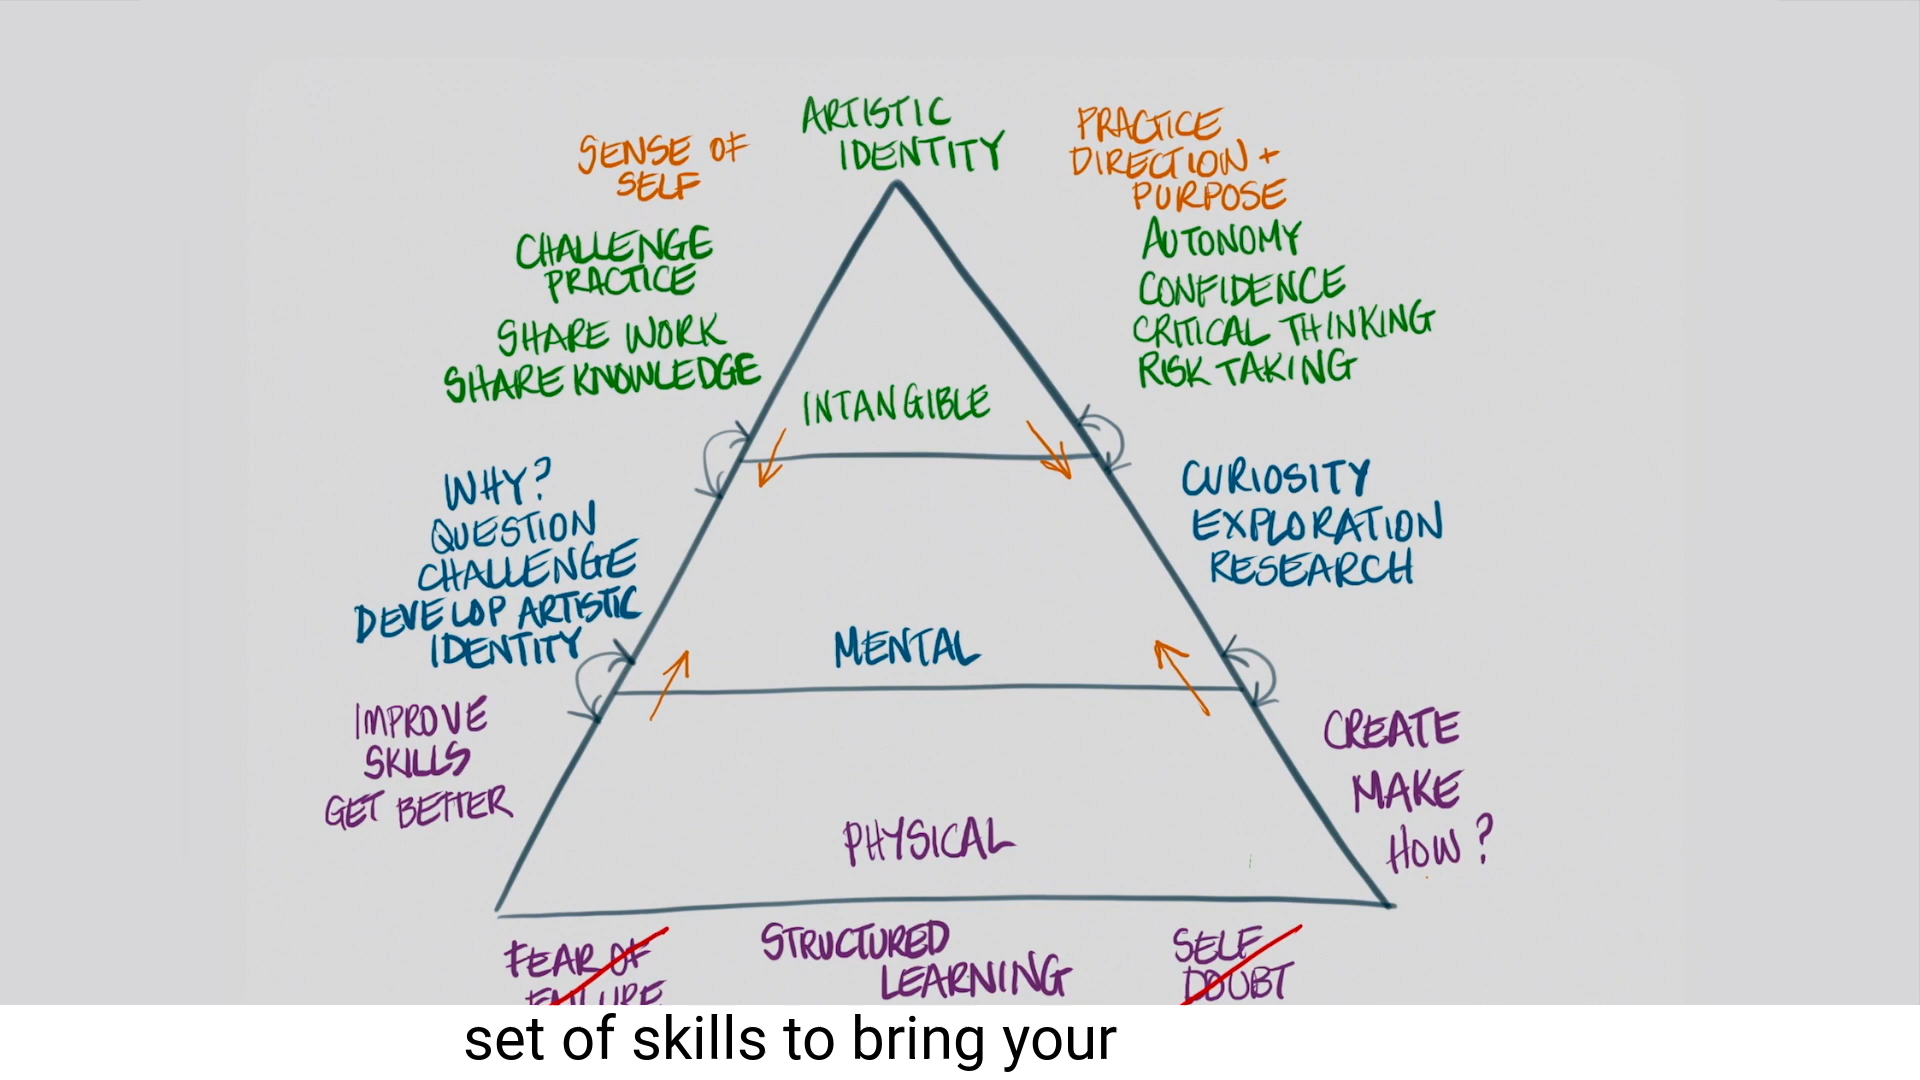 ARTISTIC
IDENTITY
SENSE OF
SELF
PRACTICE
DIRECTION +
PURPOSE
CHALLENGE
PRACTICE
SHARE WORK
SHARE KNOWLEDGE
AUTONOMY
CONFIDENCE
CRITICAL THINKING
RISK TAKING
INTANGIBLE
WHY?
QUESTION
CHALLENGE
DEVELOP ARTISTIC
IDENTITY
CURIOSITY
EXPLORATION
RESEARCH
MENTAL
IMPROVE
SKILLS
GET BETTER
CREATE
MAKE
HOW?
PHYSICAL
FEAR OF
FAILURE
STRUCTURED
LEARNING
SELF
DOUBT
set of skills to bring your